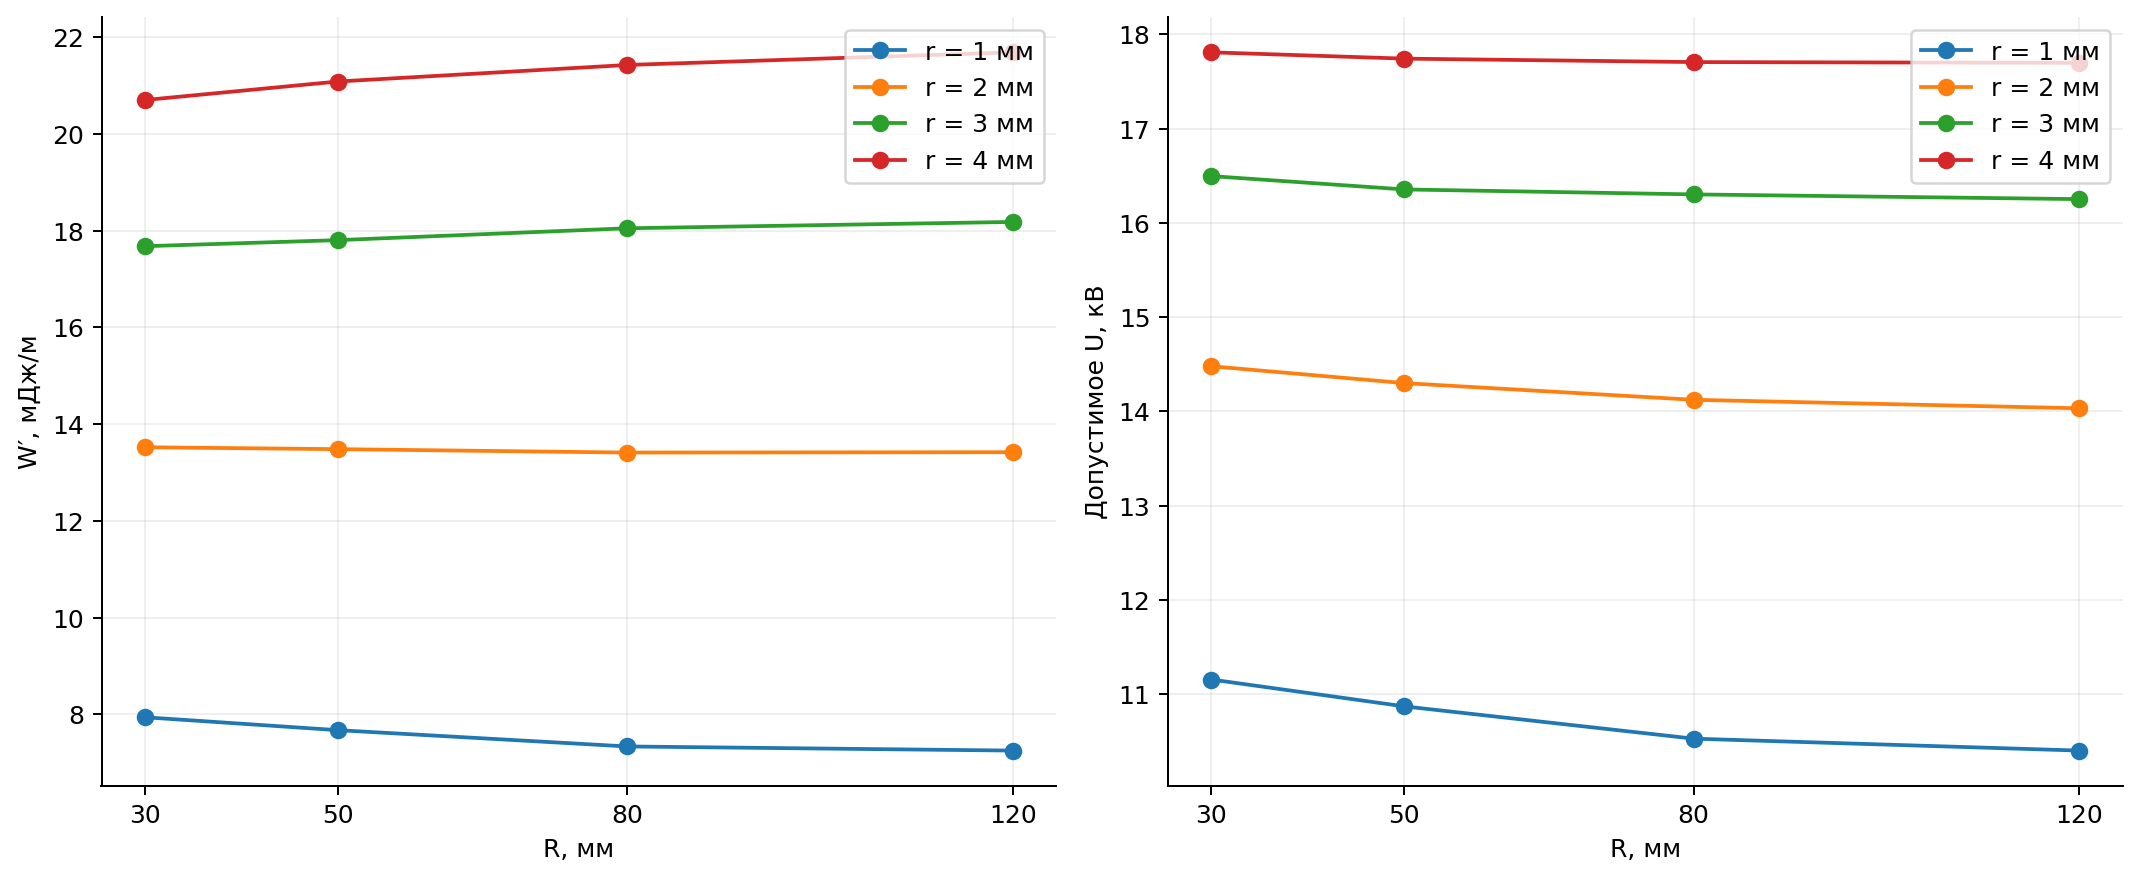 W′, мДж/м
22
20
18
16
14
12
10
8
30 50 80 120
R, мм
r = 1 мм
r = 2 мм
r = 3 мм
r = 4 мм
Допустимое U, кВ
18
17
16
15
14
13
12
11
30 50 80 120
R, мм
r = 1 мм
r = 2 мм
r = 3 мм
r = 4 мм